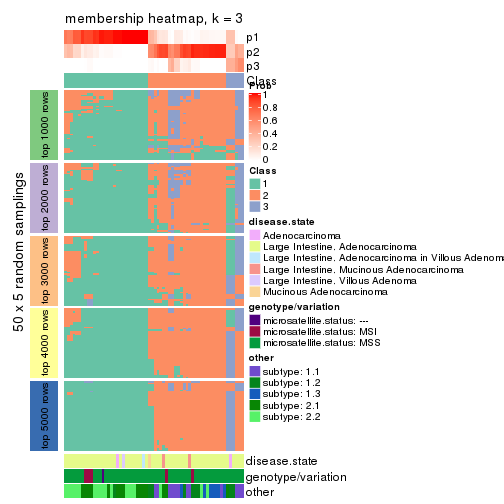 membership heatmap, k = 3
p1
p2
p3
Class
Prob
1
0.8
0.6
0.4
0.2
0
Class
1
2
3
disease.state
Adenocarcinoma
Large Intestine. Adenocarcinoma
Large Intestine. Adenocarcinoma in Villous Adenom
Large Intestine. Mucinous Adenocarcinoma
Large Intestine. Villous Adenoma
Mucinous Adenocarcinoma
genotype/variation
microsatellite.status: ---
microsatellite.status: MSI
microsatellite.status: MSS
other
subtype: 1.1
subtype: 1.2
subtype: 1.3
subtype: 2.1
subtype: 2.2
50 x 5 random samplings
top 1000 rows
top 2000 rows
top 3000 rows
top 4000 rows
top 5000 rows
disease.state
genotype/variation
other